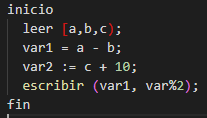 inicio
leer [a,b,c);
var1 = a - b;
var2 := c + 10;
escribir (var1, var%2);
fin